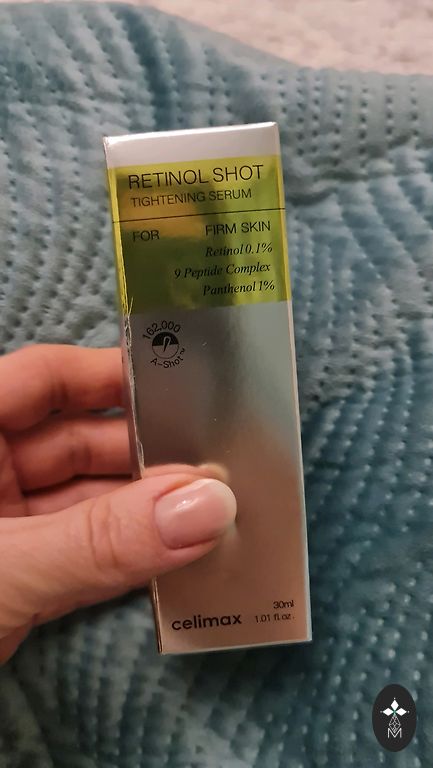 RETINOL SHOT
TIGHTENING SERUM
FOR FIRM SKIN
Retinol 0.1%
9 Peptide Complex
Panthenol 1%
162,000
A-Shot™
30ml
celimax 1.01 fl.oz.
M